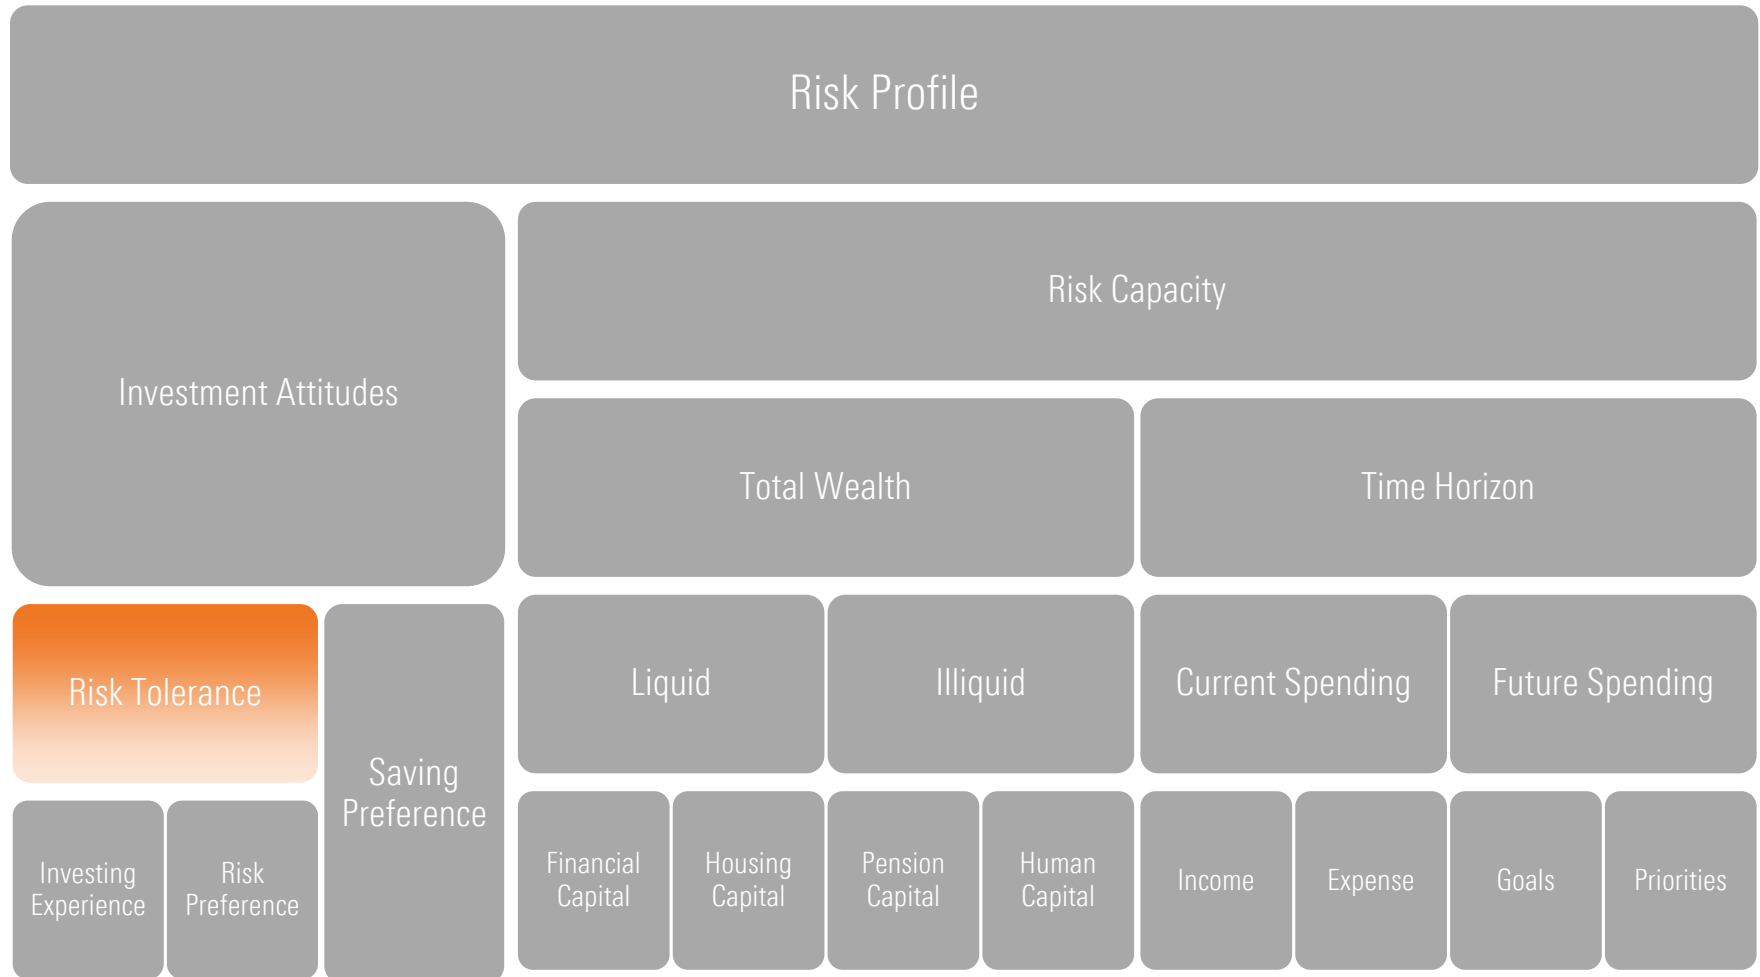 Risk Profile
Investment Attitudes
Risk Capacity
Total Wealth
Time Horizon
Risk Tolerance
Saving
Preference
Liquid
Illiquid
Current Spending
Future Spending
Investing
Experience
Risk
Preference
Financial
Capital
Housing
Capital
Pension
Capital
Human
Capital
Income
Expense
Goals
Priorities